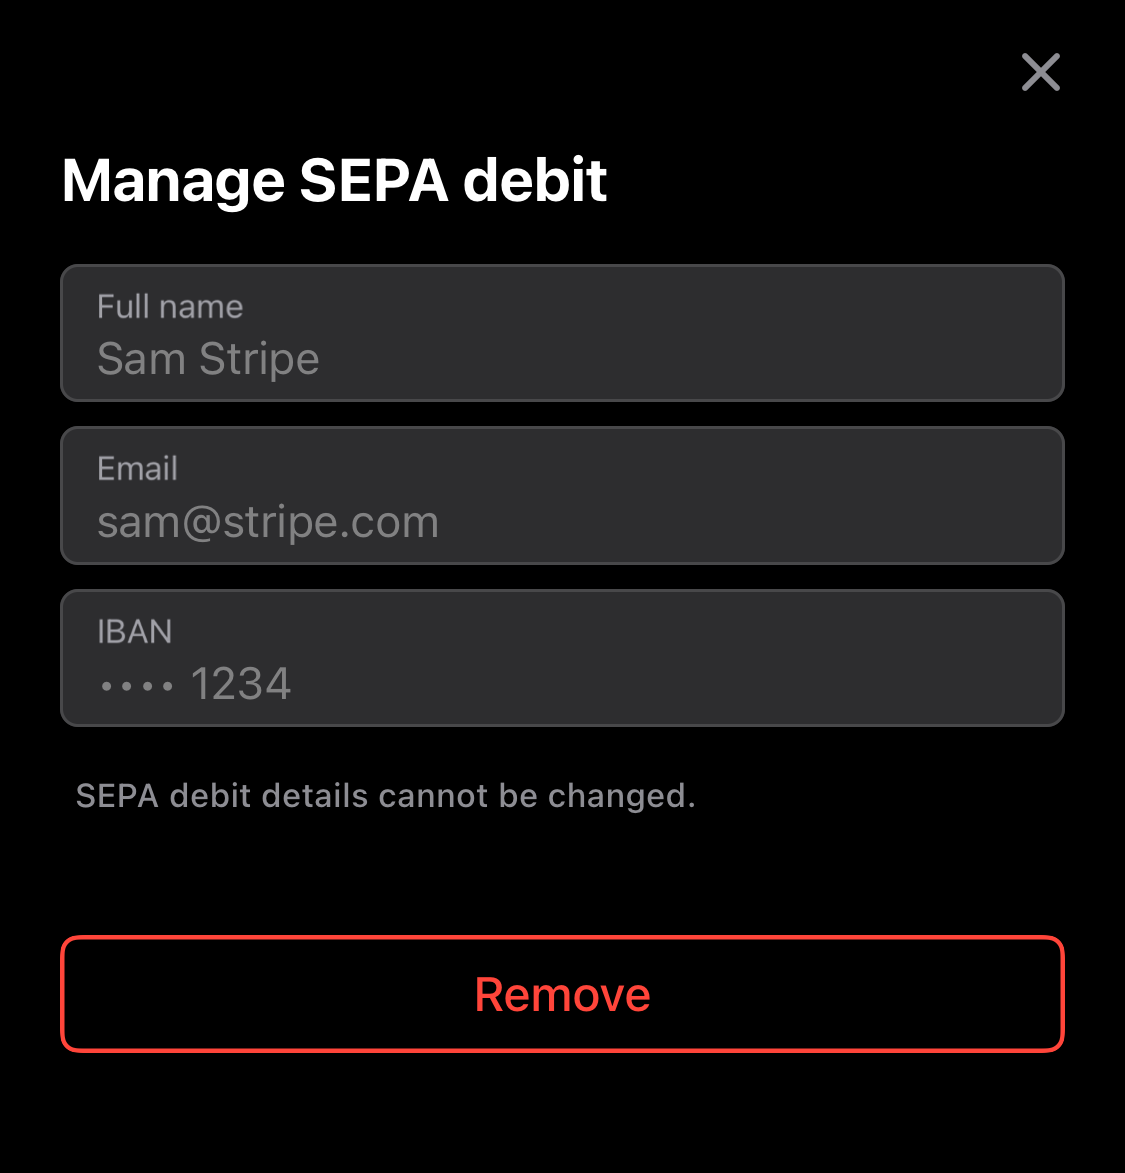 Manage SEPA debit
Full name
Sam Stripe
Email
sam@stripe.com
IBAN
•••• 1234
SEPA debit details cannot be changed.
Remove